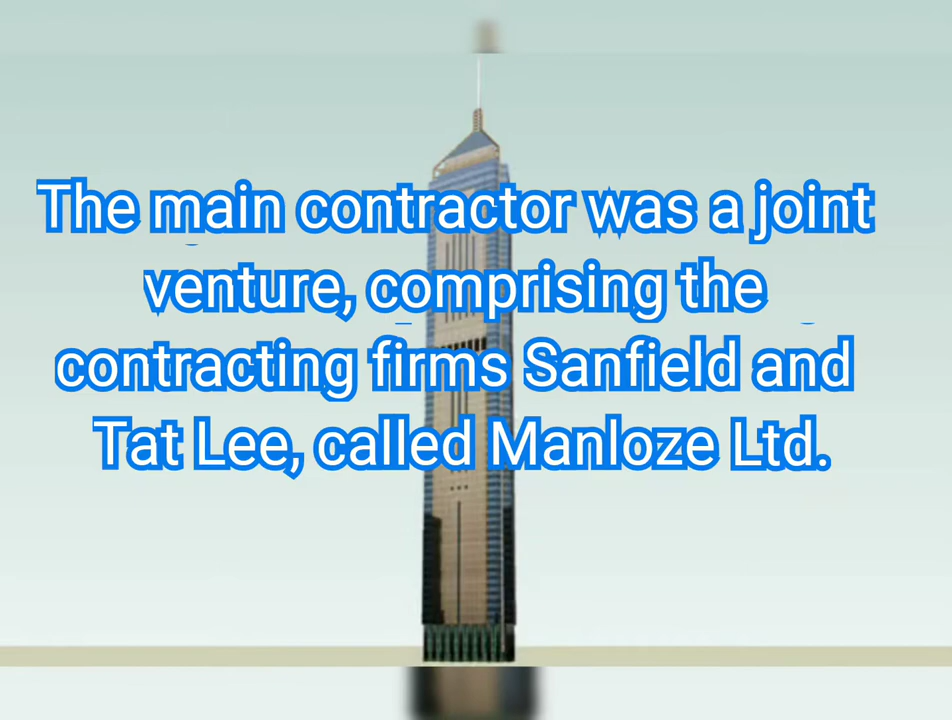 The main contractor was a joint
venture, comprising the
contracting firms Sanfield and
Tat Lee, called Manloze Ltd.